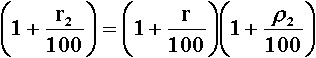 (1 + r₂/100) = (1 + r/100)(1 + ρ₂/100)